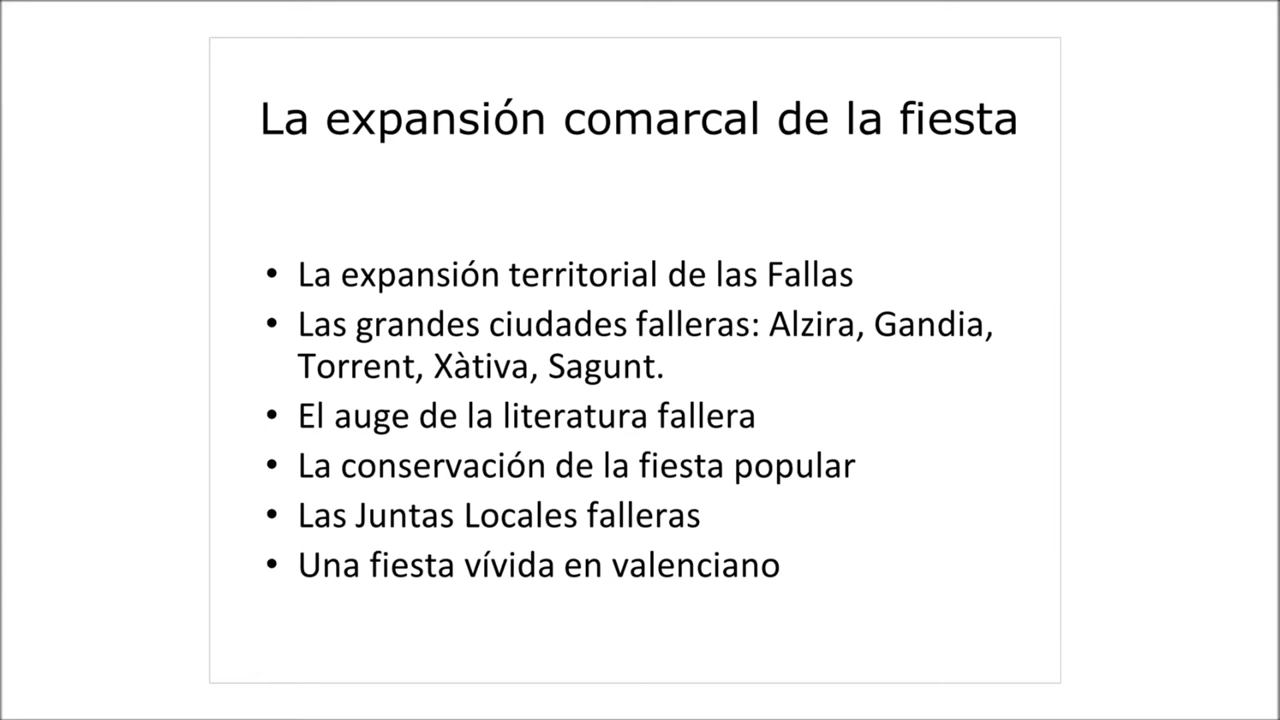 La expansión comarcal de la fiesta
• La expansión territorial de las Fallas
• Las grandes ciudades falleras: Alzira, Gandia,
Torrent, Xàtiva, Sagunt.
• El auge de la literatura fallera
• La conservación de la fiesta popular
• Las Juntas Locales falleras
• Una fiesta vívida en valenciano